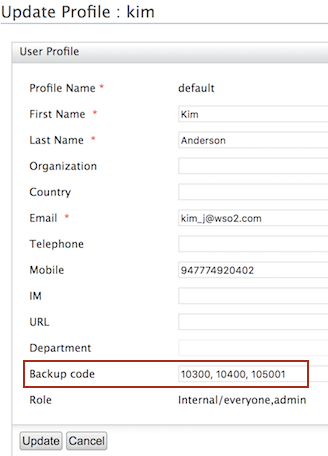 Update Profile : kim
User Profile
Profile Name * default
First Name * Kim
Last Name * Anderson
Organization
Country
Email * kim_j@wso2.com
Telephone
Mobile 947774920402
IM
URL
Department
Backup code 10300, 10400, 105001
Role Internal/everyone,admin
Update Cancel